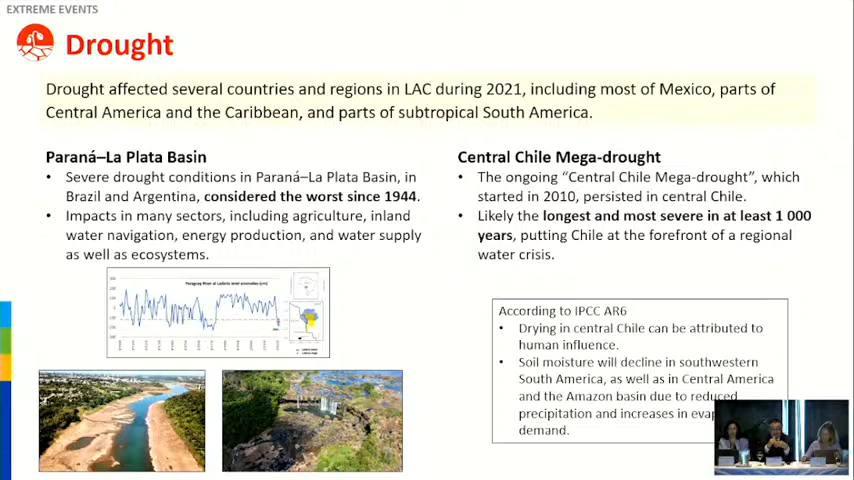 EXTREME EVENTS
Drought
Drought affected several countries and regions in LAC during 2021, including most of Mexico, parts of
Central America and the Caribbean, and parts of subtropical South America.
Paraná–La Plata Basin
• Severe drought conditions in Paraná–La Plata Basin, in
Brazil and Argentina, considered the worst since 1944.
• Impacts in many sectors, including agriculture, inland
water navigation, energy production, and water supply
as well as ecosystems.
Paraguay River at Ladário level anomalies (cm)
Central Chile Mega-drought
• The ongoing “Central Chile Mega-drought”, which
started in 2010, persisted in central Chile.
• Likely the longest and most severe in at least 1 000
years, putting Chile at the forefront of a regional
water crisis.
According to IPCC AR6
• Drying in central Chile can be attributed to
human influence.
• Soil moisture will decline in southwestern
South America, as well as in Central America
and the Amazon basin due to reduced
precipitation and increases in
demand.